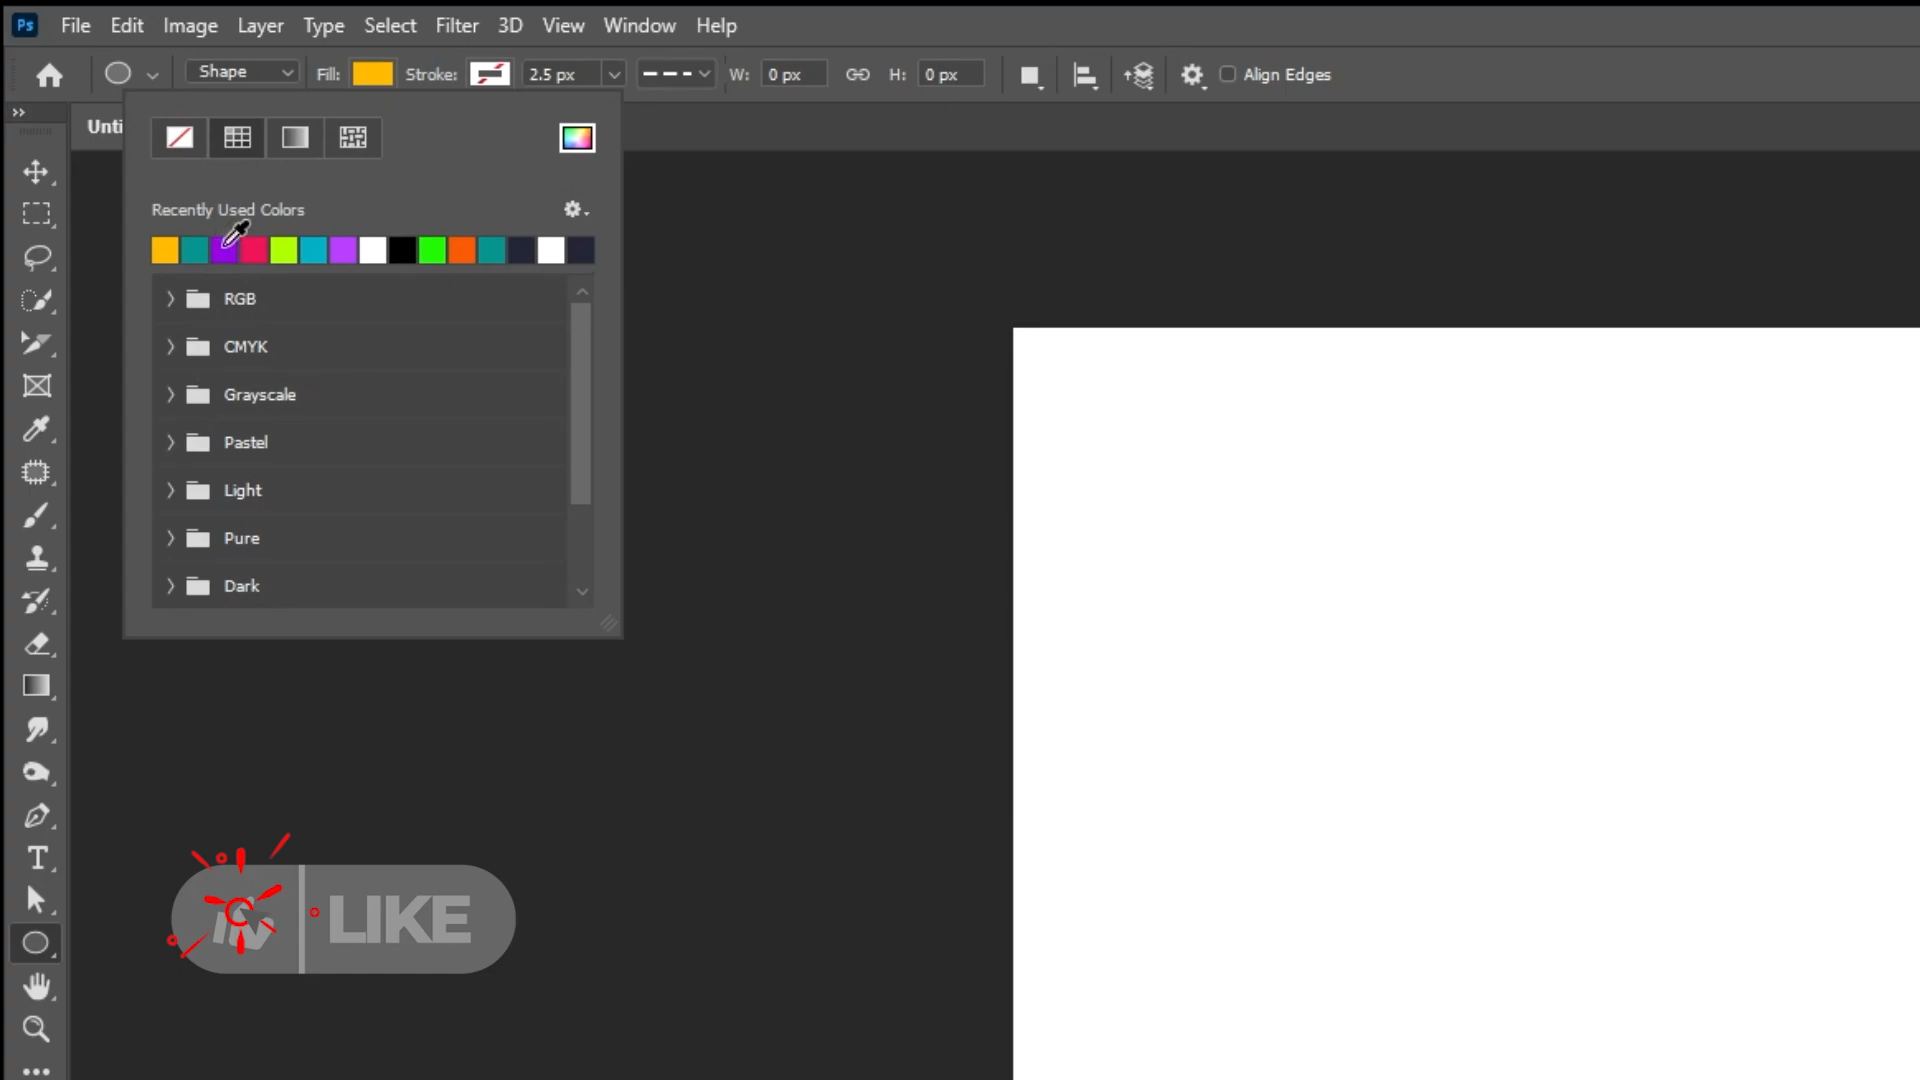 Ps File Edit Image Layer Type Select Filter 3D View Window Help
Shape Fill: Stroke: 2.5 px W: 0 px H: 0 px Align Edges
Unti
Recently Used Colors
RGB
CMYK
Grayscale
Pastel
Light
Pure
Dark
LIKE